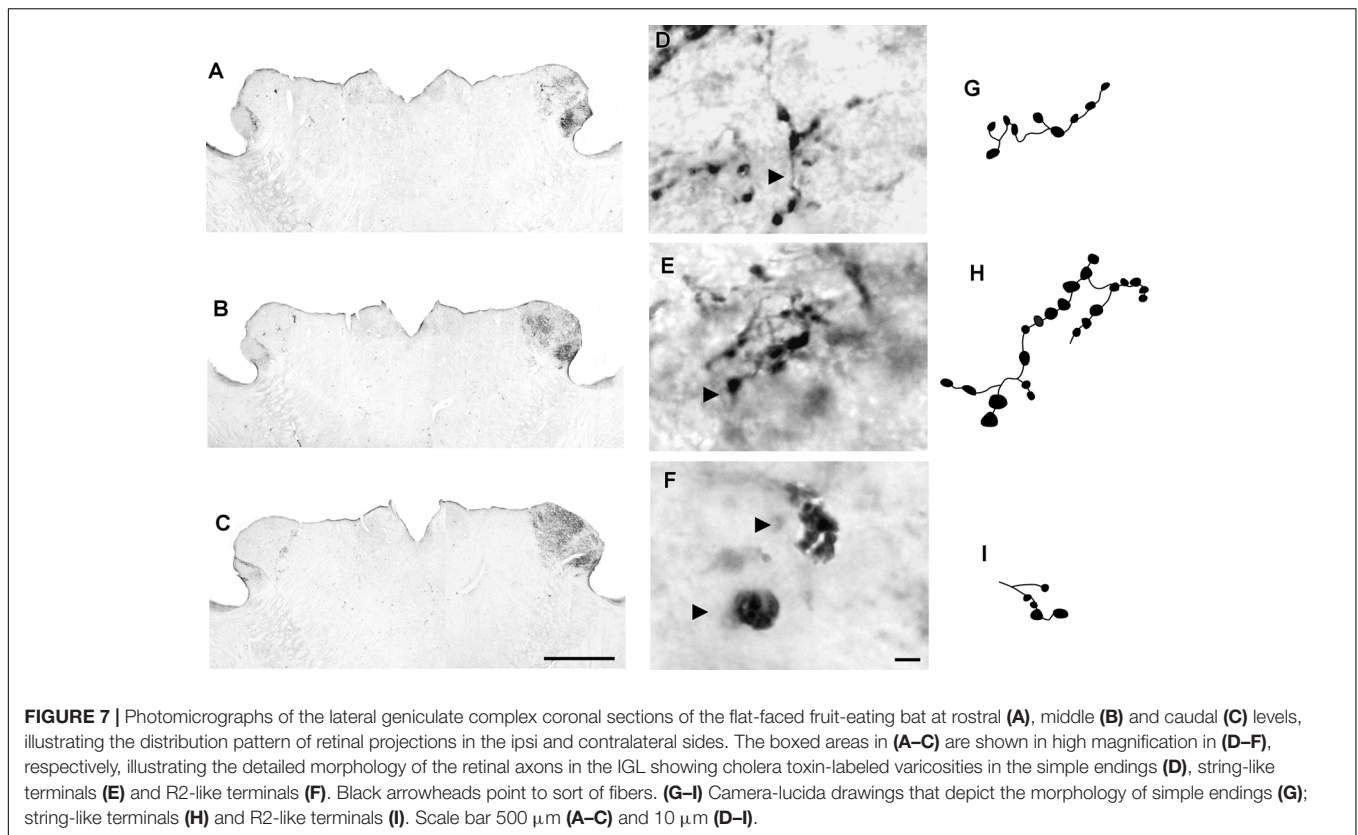 A
B
C
D
E
F
G
H
I
FIGURE 7 | Photomicrographs of the lateral geniculate complex coronal sections of the flat-faced fruit-eating bat at rostral (A), middle (B) and caudal (C) levels,
illustrating the distribution pattern of retinal projections in the ipsi and contralateral sides. The boxed areas in (A–C) are shown in high magnification in (D–F),
respectively, illustrating the detailed morphology of the retinal axons in the IGL showing cholera toxin-labeled varicosities in the simple endings (D), string-like
terminals (E) and R2-like terminals (F). Black arrowheads point to sort of fibers. (G–I) Camera-lucida drawings that depict the morphology of simple endings (G);
string-like terminals (H) and R2-like terminals (I). Scale bar 500 μm (A–C) and 10 μm (D–I).